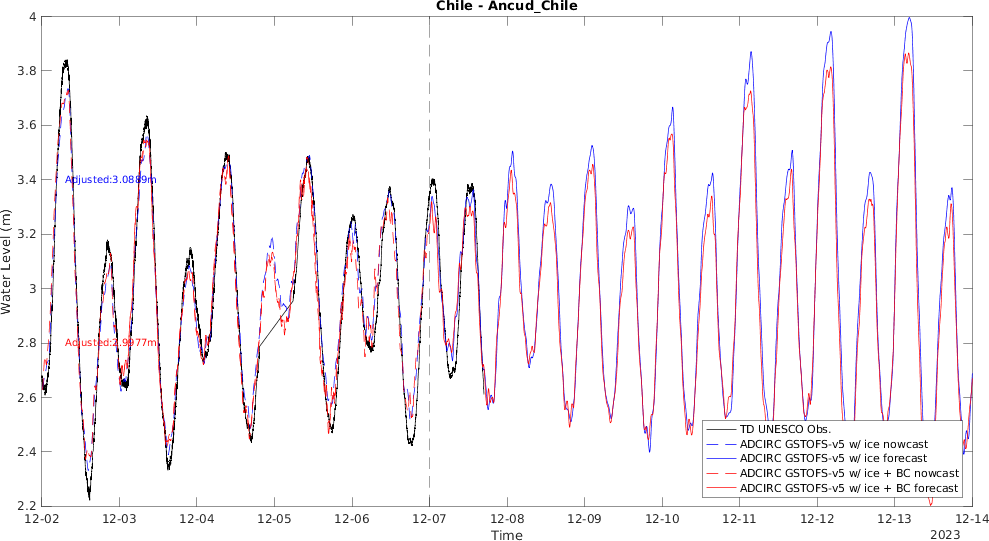 Chile - Ancud_Chile
4
3.8
3.6
3.4
3.2
3
2.8
2.6
2.4
2.2
Water Level (m)
Adjusted:3.0889m
Adjusted:2.9977m
TD UNESCO Obs.
ADCIRC GSTOFS-v5 w/ ice nowcast
ADCIRC GSTOFS-v5 w/ ice forecast
ADCIRC GSTOFS-v5 w/ ice + BC nowcast
ADCIRC GSTOFS-v5 w/ ice + BC forecast
12-02 12-03 12-04 12-05 12-06 12-07 12-08 12-09 12-10 12-11 12-12 12-13 12-14
Time
2023